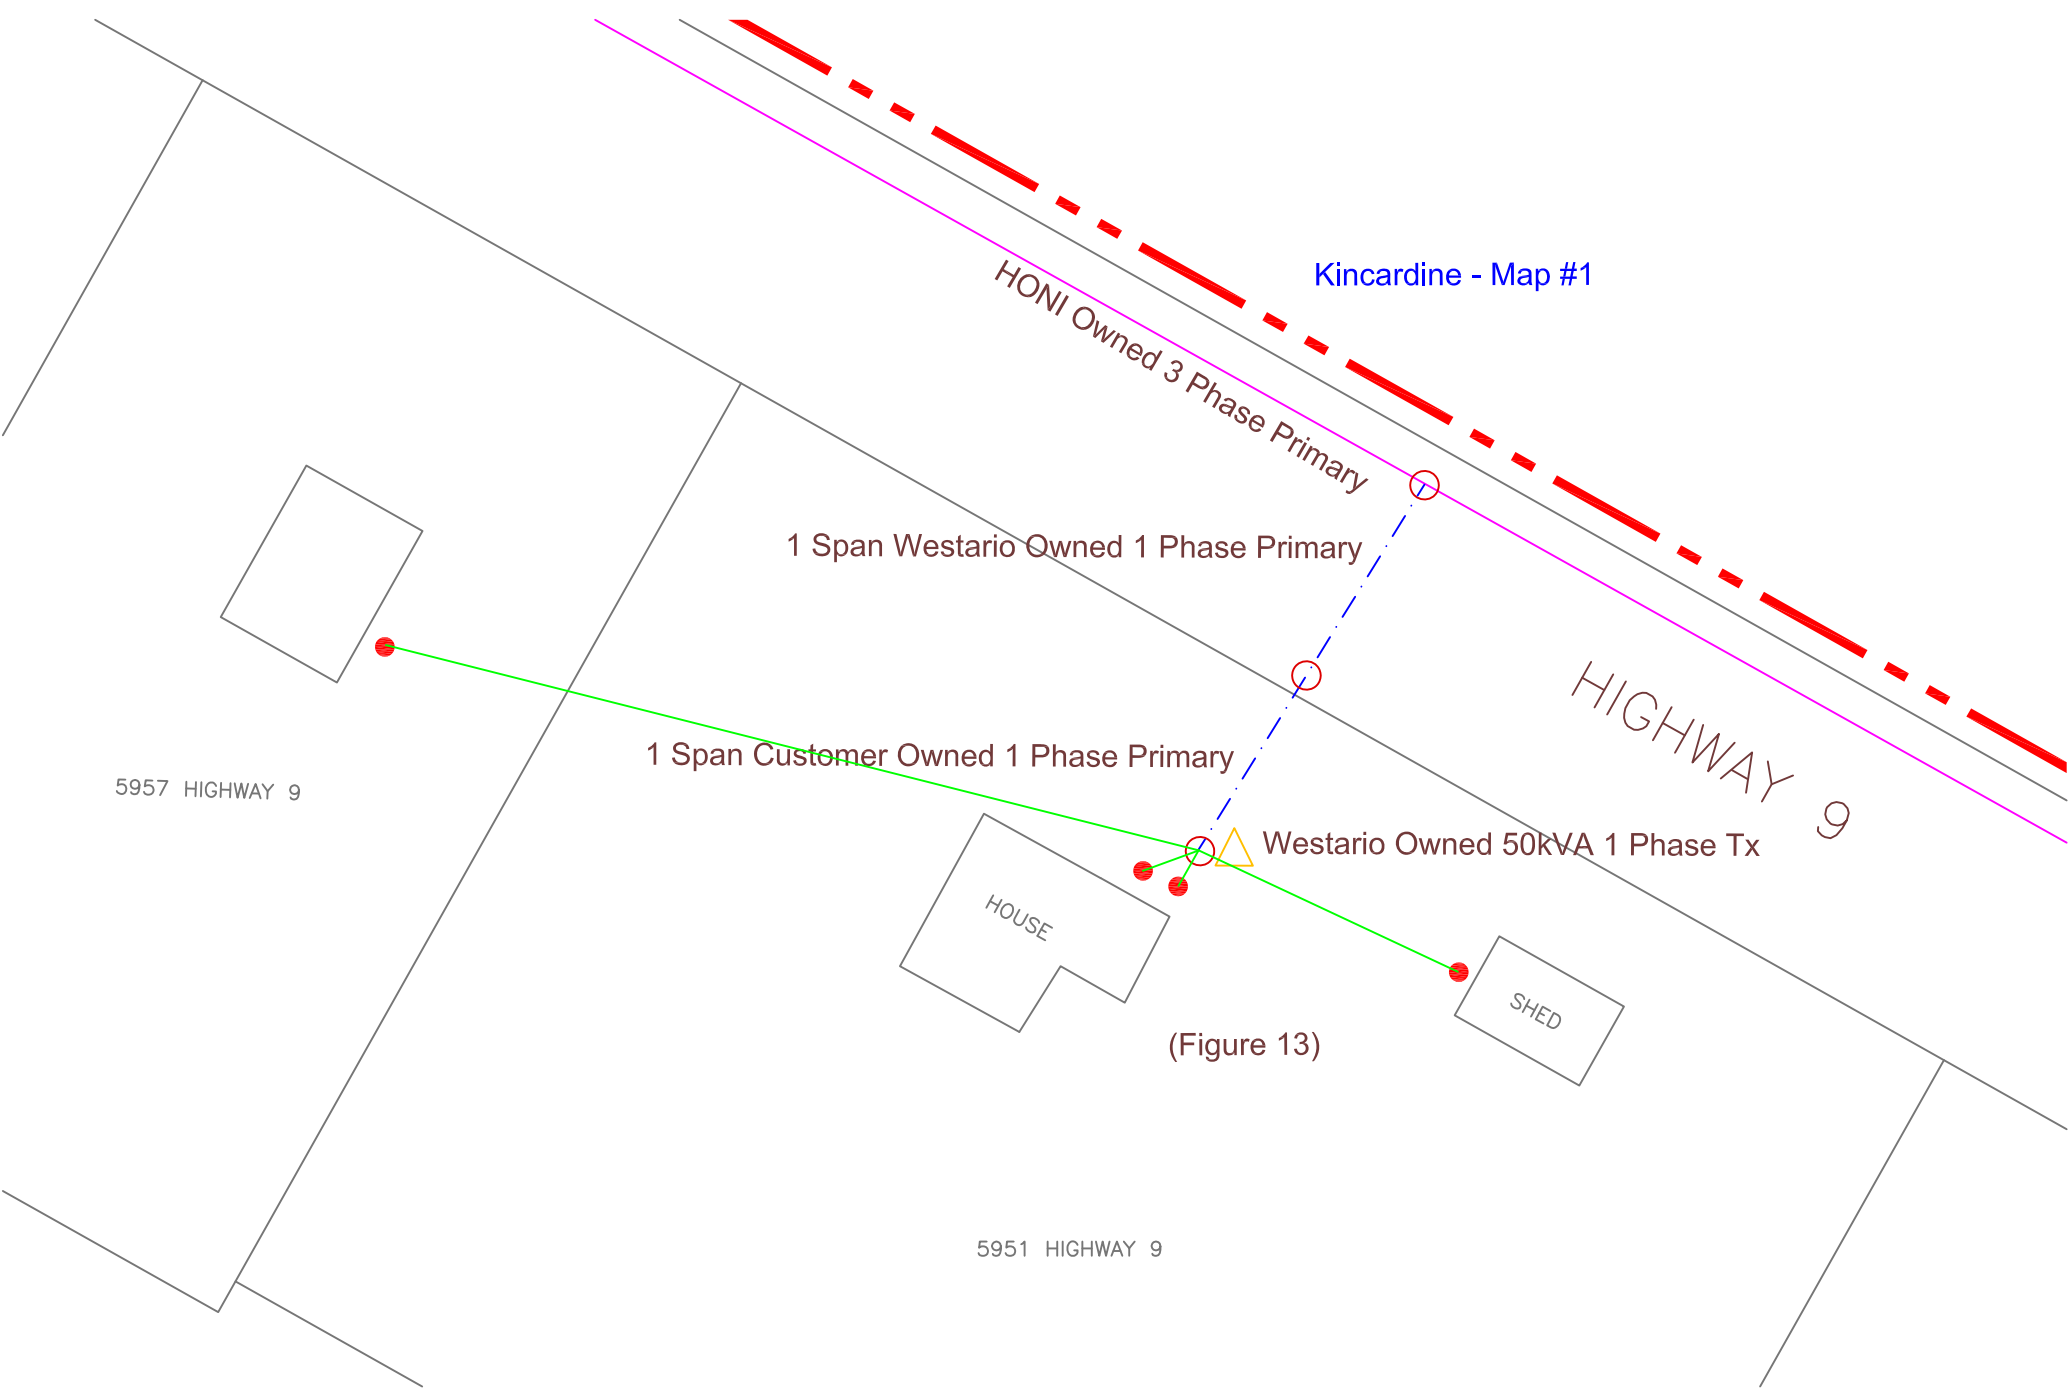 Kincardine - Map #1
HONI Owned 3 Phase Primary
1 Span Westario Owned 1 Phase Primary
HIGHWAY 9
1 Span Customer Owned 1 Phase Primary
5957 HIGHWAY 9
Westario Owned 50kVA 1 Phase Tx
HOUSE
SHED
(Figure 13)
5951 HIGHWAY 9